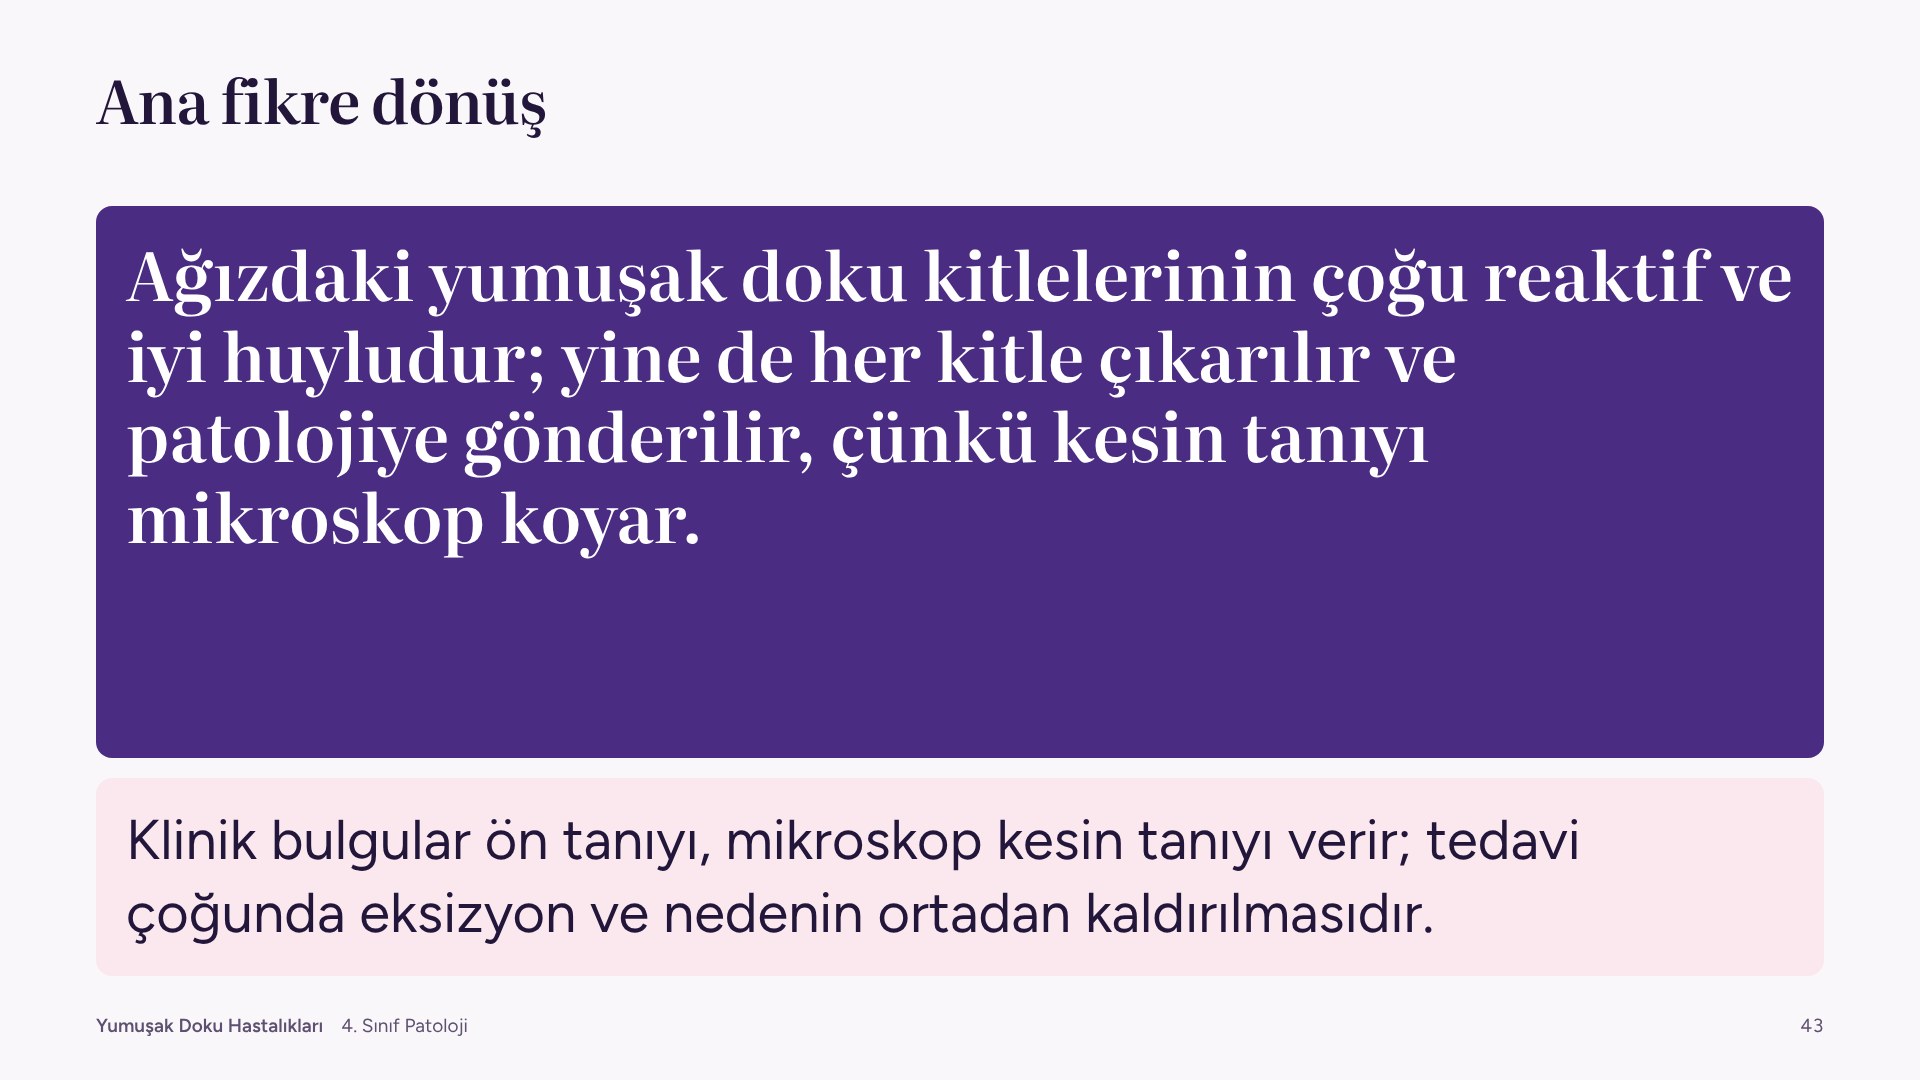 Ana fikre dönüş
Ağızdaki yumuşak doku kitlelerinin çoğu reaktif ve
iyi huyludur; yine de her kitle çıkarılır ve
patolojiye gönderilir, çünkü kesin tanıyı
mikroskop koyar.
Klinik bulgular ön tanıyı, mikroskop kesin tanıyı verir; tedavi
çoğunda eksizyon ve nedenin ortadan kaldırılmasıdır.
Yumuşak Doku Hastalıkları 4. Sınıf Patoloji
43